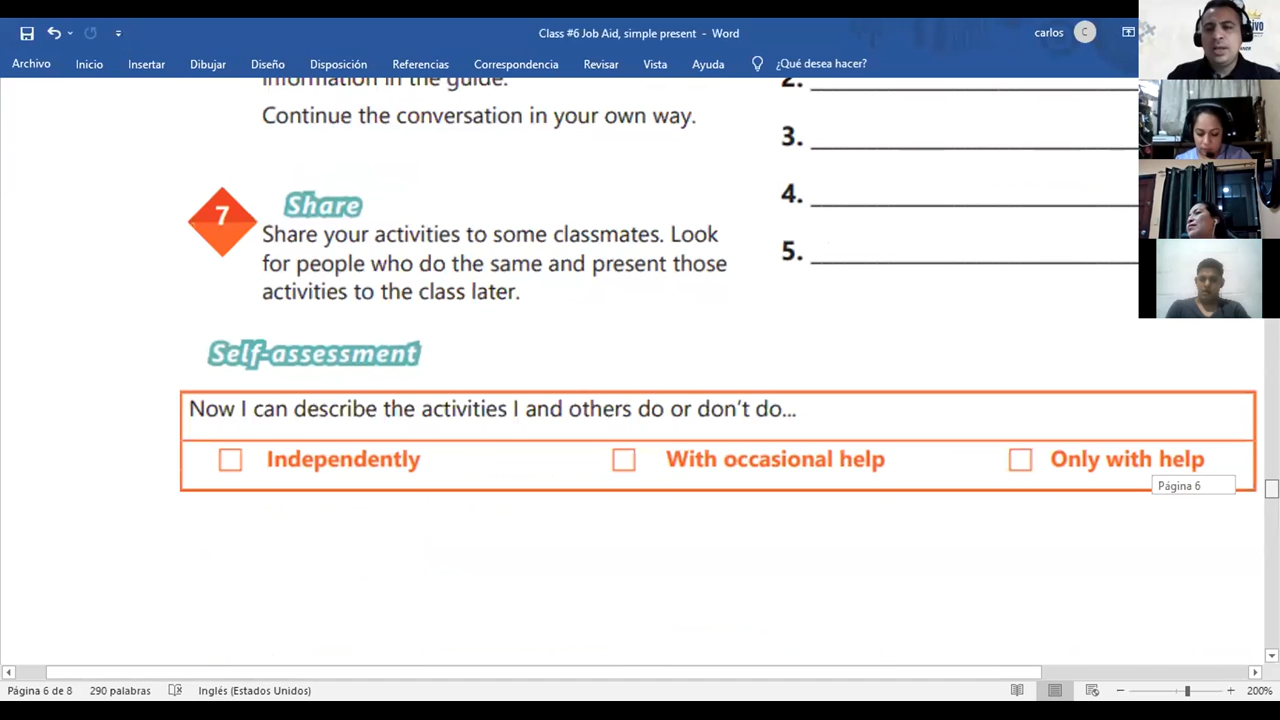 Class #6 Job Aid, simple present - Word
carlos
C
Archivo Inicio Insertar Dibujar Diseño Disposición Referencias Correspondencia Revisar Vista Ayuda ¿Qué desea hacer?
information in the guide.
Continue the conversation in your own way.
2.
3.
4.
5.
7
Share
Share your activities to some classmates. Look
for people who do the same and present those
activities to the class later.
Self-assessment
Now I can describe the activities I and others do or don't do...
Independently With occasional help Only with help
Página 6
Página 6 de 8 290 palabras Inglés (Estados Unidos) 200%